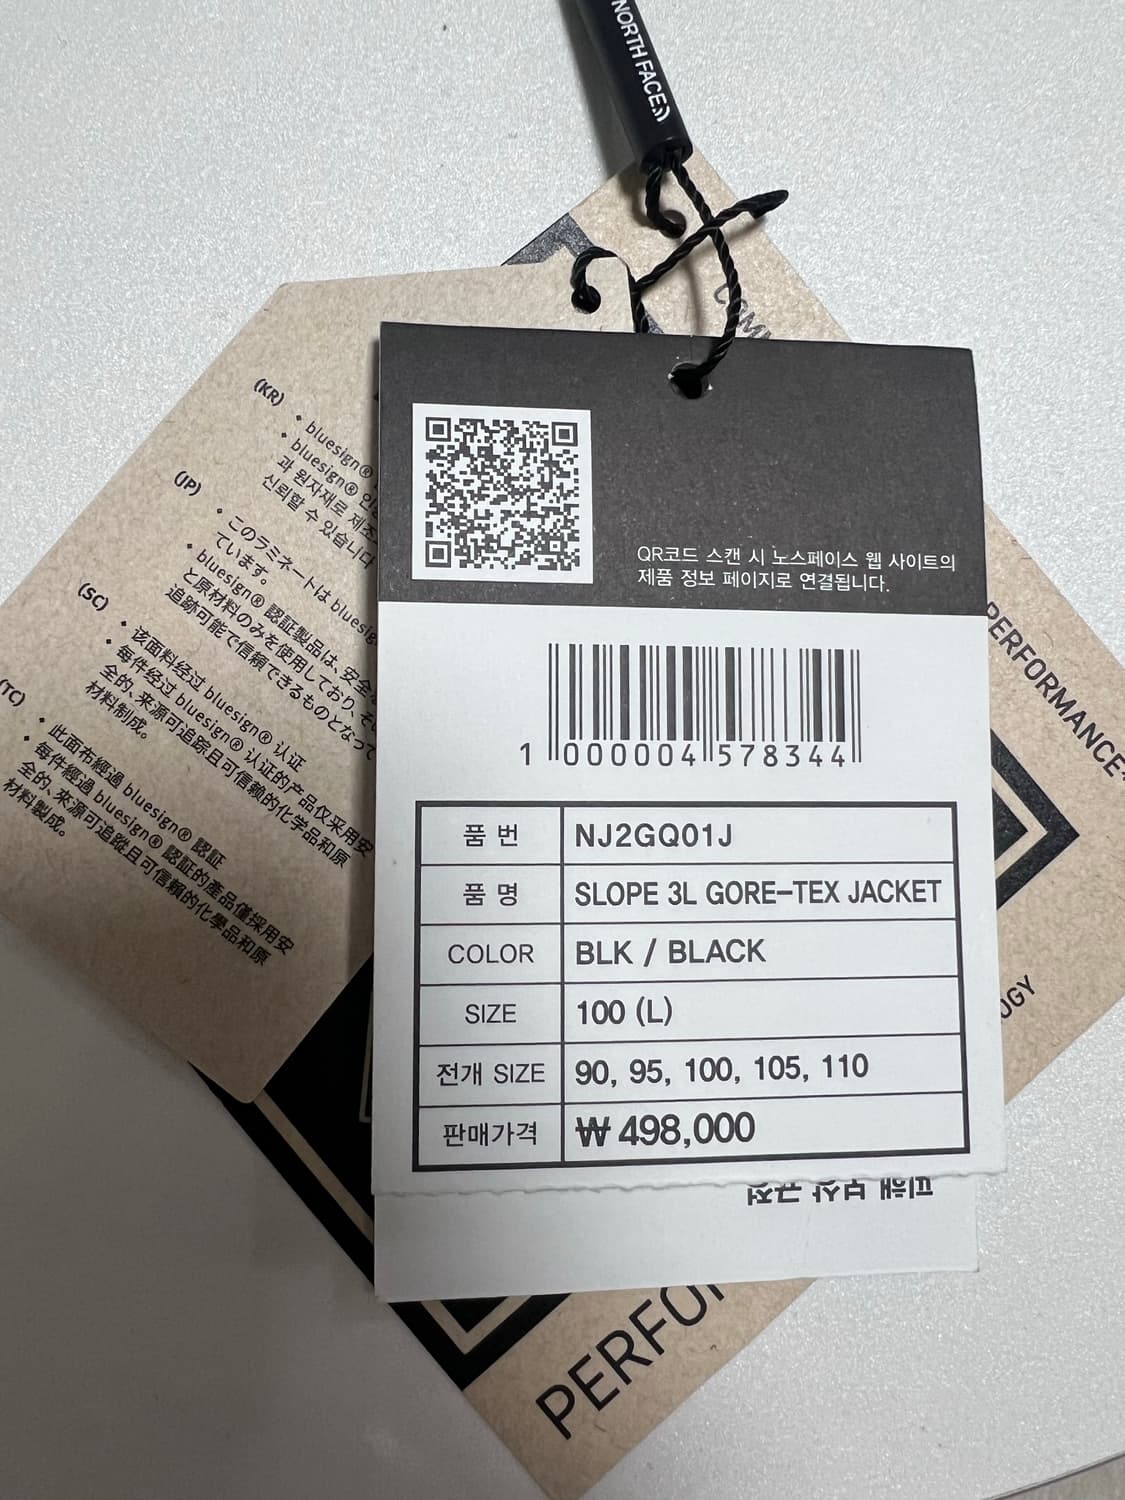 NORTH FACE
QR코드 스캔 시 노스페이스 웹 사이트의
제품 정보 페이지로 연결됩니다.
1 000004 578344
품 번 NJ2GQ01J
품 명 SLOPE 3L GORE-TEX JACKET
COLOR BLK / BLACK
SIZE 100 (L)
전개 SIZE 90, 95, 100, 105, 110
판매가격 ₩ 498,000
피해 보상 규정
(KR)
• bluesign®
• bluesign®
과 원자재로 제조
신뢰할 수 있습니다
(JP)
• このラミネートは bluesign
ています。
• bluesign® 認証製品は、安全
と原材料のみを使用しており、
追跡可能で信頼できるものとなって
(SC)
• 该面料经过 bluesign® 认证
• 每件经过 bluesign® 认证的产品仅采用安
全的、来源可追踪且可信赖的化学品和原
材料制成。
(TC)
• 此面布經過 bluesign® 認証
• 每件經過 bluesign® 認証的產品僅採用安
全的、來源可追蹤且可信賴的化學品和原
材料製成。
PERFORMANCE